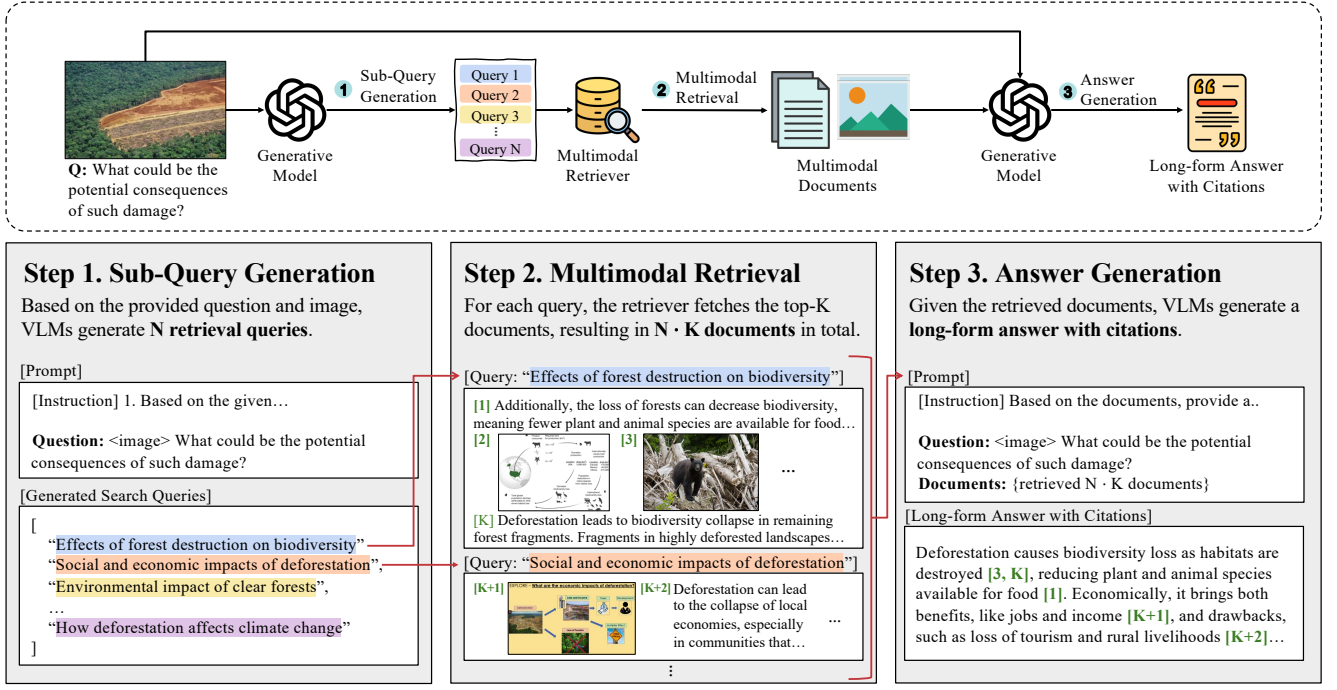 1 Sub-Query
Generation
Query 1
Query 2
Query 3
Query N
2 Multimodal
Retrieval
3 Answer
Generation
Q: What could be the
potential consequences
of such damage?
Generative
Model
Multimodal
Retriever
Multimodal
Documents
Generative
Model
Long-form Answer
with Citations
Step 1. Sub-Query Generation
Based on the provided question and image,
VLMs generate N retrieval queries.
[Prompt]
[Instruction] 1. Based on the given…
Question: <image> What could be the potential
consequences of such damage?
[Generated Search Queries]
[
“Effects of forest destruction on biodiversity”
“Social and economic impacts of deforestation”,
“Environmental impact of clear forests”,
…
“How deforestation affects climate change”
]
Step 2. Multimodal Retrieval
For each query, the retriever fetches the top-K
documents, resulting in N · K documents in total.
[Query: “Effects of forest destruction on biodiversity”]
[1] Additionally, the loss of forests can decrease biodiversity,
meaning fewer plant and animal species are available for food…
[2] [3] …
[K] Deforestation leads to biodiversity collapse in remaining
forest fragments. Fragments in highly deforested landscapes…
[Query: “Social and economic impacts of deforestation”]
[K+1]
What are the economic impacts of deforestation?
[K+2] Deforestation can lead
to the collapse of local
economies, especially
in communities that…
…
Step 3. Answer Generation
Given the retrieved documents, VLMs generate a
long-form answer with citations.
[Prompt]
[Instruction] Based on the documents, provide a..
Question: <image> What could be the potential
consequences of such damage?
Documents: {retrieved N · K documents}
[Long-form Answer with Citations]
Deforestation causes biodiversity loss as habitats are
destroyed [3, K], reducing plant and animal species
available for food [1]. Economically, it brings both
benefits, like jobs and income [K+1], and drawbacks,
such as loss of tourism and rural livelihoods [K+2]…